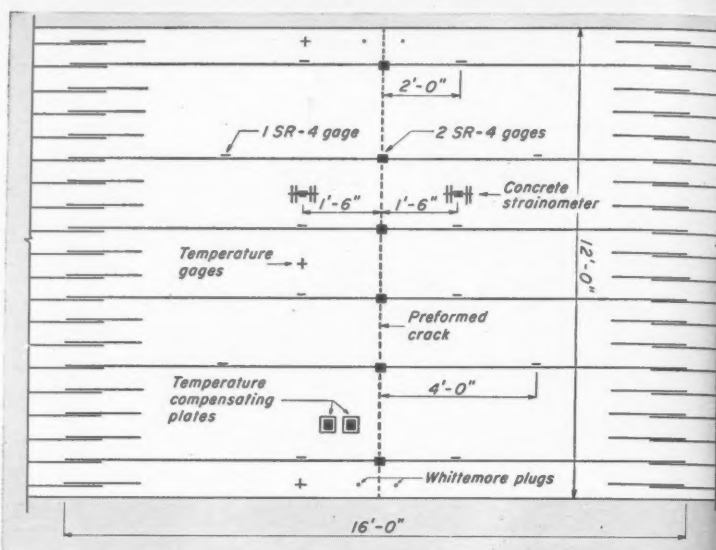 2'-0"
1 SR-4 gage
2 SR-4 gages
Concrete
strainometer
1'-6"
1'-6"
12'-0"
Temperature
gages
Preformed
crack
Temperature
compensating
plates
4'-0"
Whittemore plugs
16'-0"